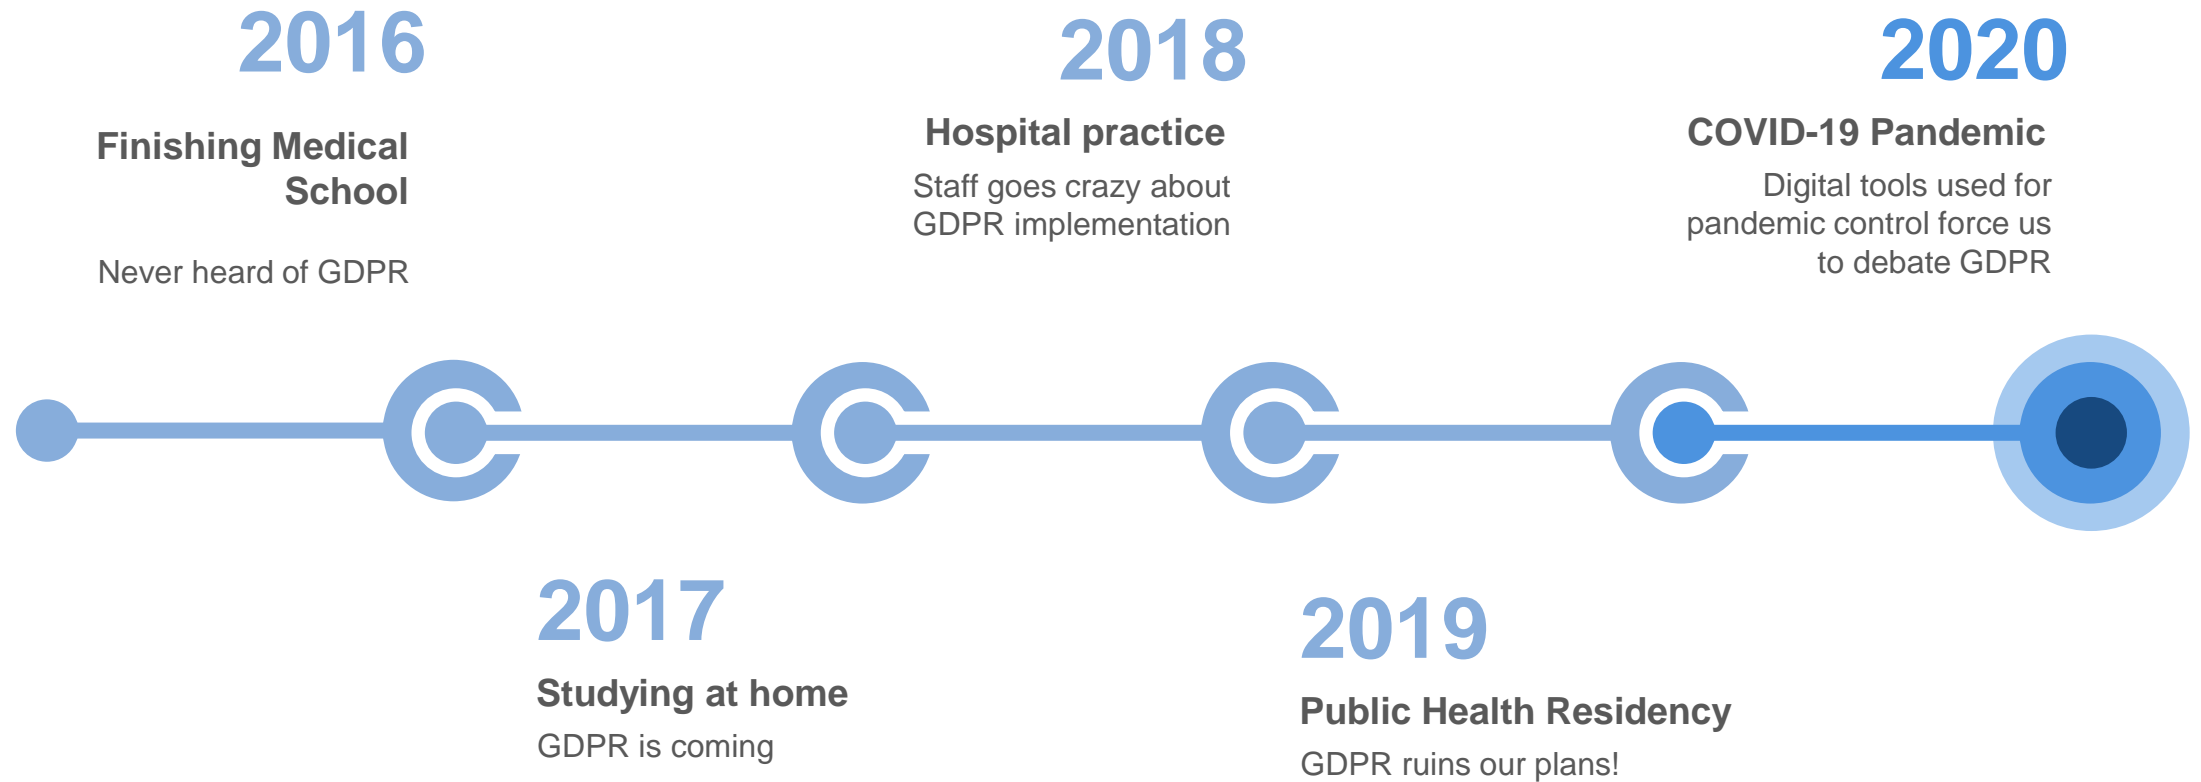 2016
Finishing Medical
School
Never heard of GDPR
2017
Studying at home
GDPR is coming
2018
Hospital practice
Staff goes crazy about
GDPR implementation
2019
Public Health Residency
GDPR ruins our plans!
2020
COVID-19 Pandemic
Digital tools used for
pandemic control force us
to debate GDPR